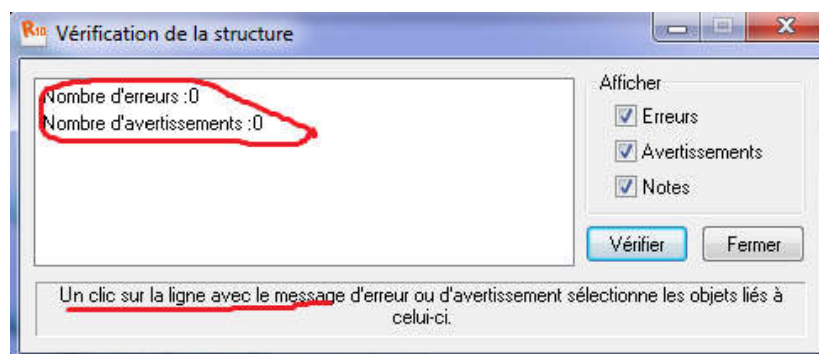 R10 Vérification de la structure
Nombre d'erreurs :0
Nombre d'avertissements :0
Afficher
Erreurs
Avertissements
Notes
Vérifier Fermer
Un clic sur la ligne avec le message d'erreur ou d'avertissement sélectionne les objets liés à
celui-ci.